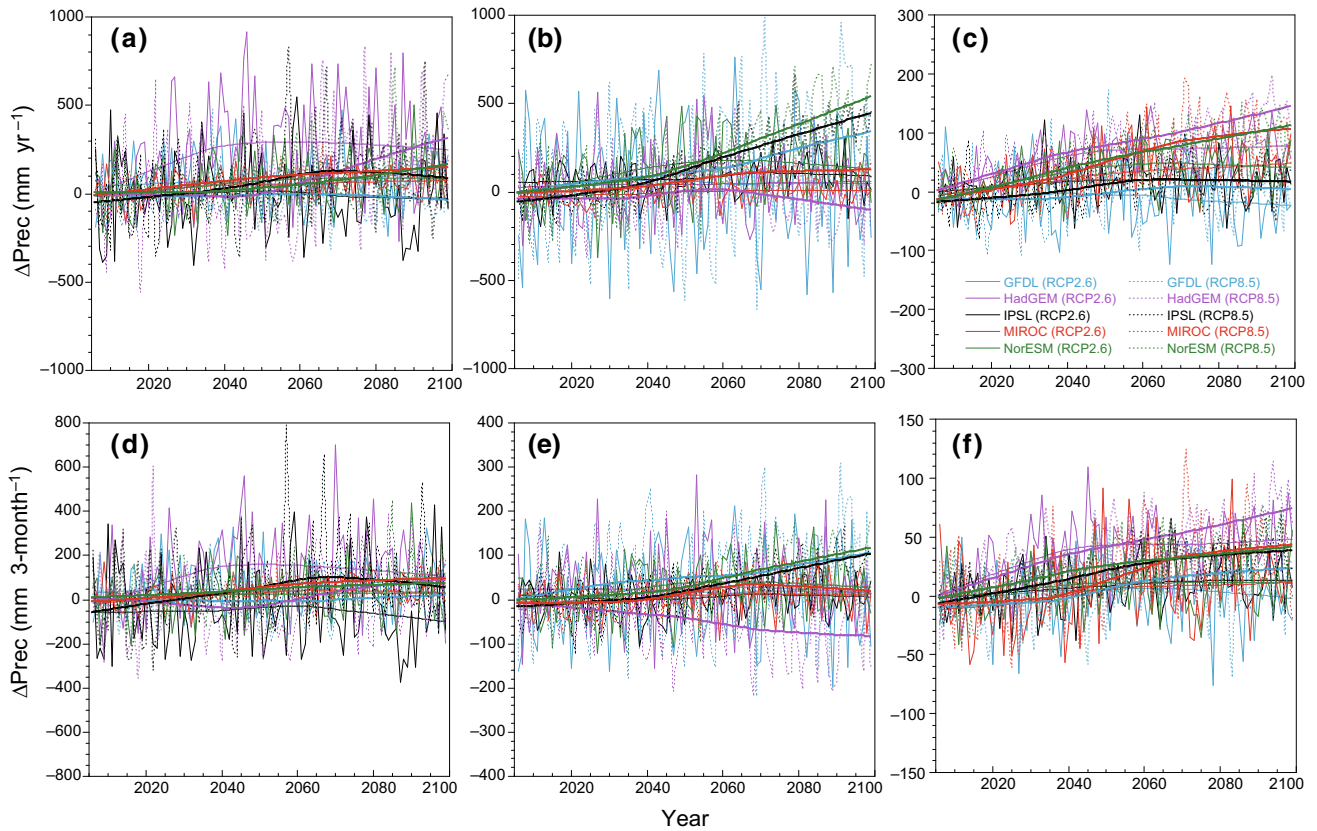 (a)
(b)
(c)
1000
500
0
−500
−1000
2020 2040 2060 2080 2100
1000
500
0
−500
−1000
2020 2040 2060 2080 2100
300
200
100
0
−100
−200
−300
2020 2040 2060 2080 2100
ΔPrec (mm yr⁻¹)
GFDL (RCP2.6) GFDL (RCP8.5)
HadGEM (RCP2.6) HadGEM (RCP8.5)
IPSL (RCP2.6) IPSL (RCP8.5)
MIROC (RCP2.6) MIROC (RCP8.5)
NorESM (RCP2.6) NorESM (RCP8.5)
(d)
(e)
(f)
800
600
400
200
0
−200
−400
−600
−800
2020 2040 2060 2080 2100
400
300
200
100
0
−100
−200
−300
−400
2020 2040 2060 2080 2100
150
100
50
0
−50
−100
−150
2020 2040 2060 2080 2100
ΔPrec (mm 3-month⁻¹)
Year